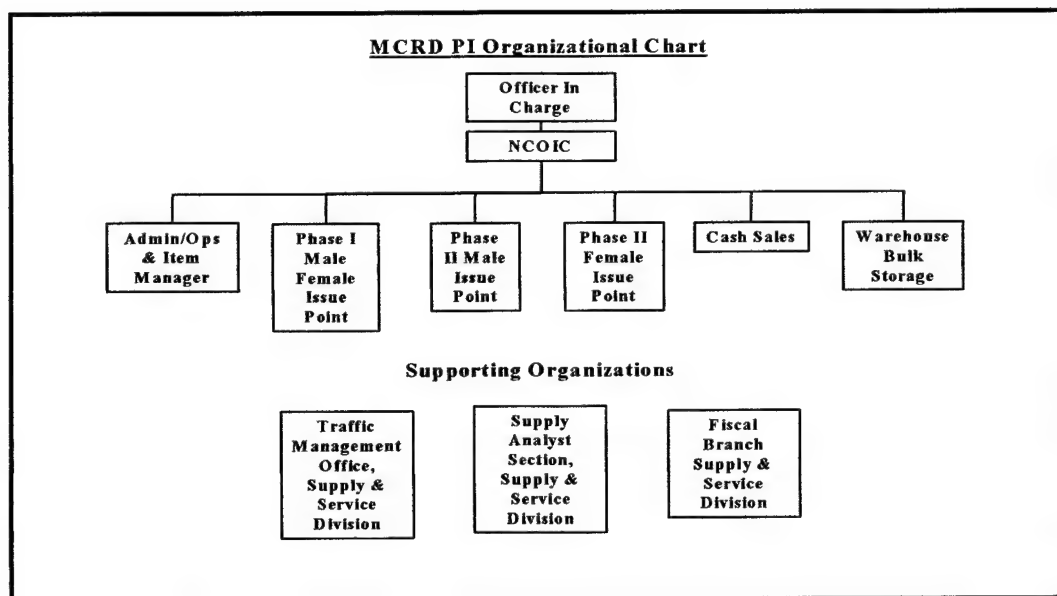 MCRD PI Organizational Chart
Officer In
Charge
NCOIC
Admin/Ops
& Item
Manager
Phase I
Male
Female
Issue
Point
Phase
II Male
Issue
Point
Phase II
Female
Issue
Point
Cash Sales
Warehouse
Bulk
Storage
Supporting Organizations
Traffic
Management
Office,
Supply &
Service
Division
Supply
Analyst
Section,
Supply &
Service
Division
Fiscal
Branch
Supply &
Service
Division